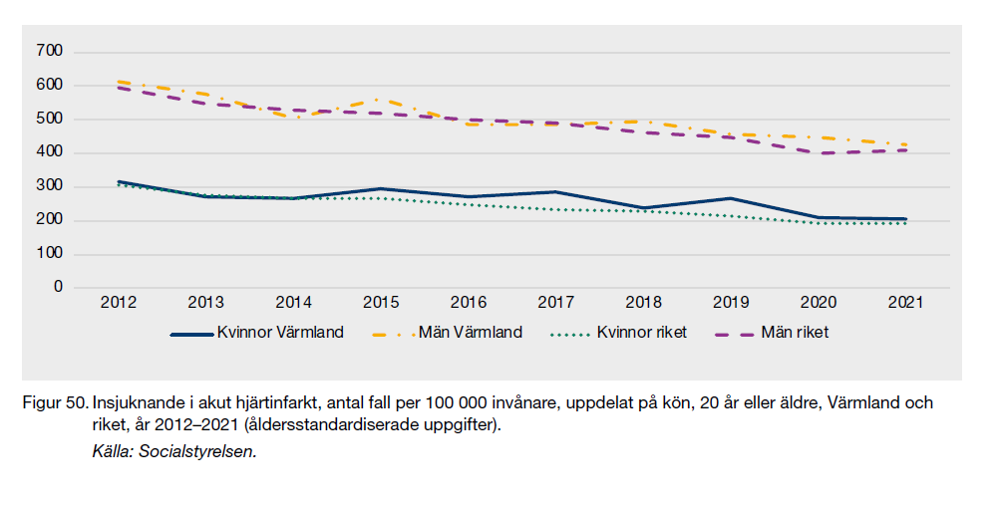 700
600
500
400
300
200
100
0
2012 2013 2014 2015 2016 2017 2018 2019 2020 2021
Kvinnor Värmland Män Värmland Kvinnor riket Män riket
Figur 50. Insjuknande i akut hjärtinfarkt, antal fall per 100 000 invånare, uppdelat på kön, 20 år eller äldre, Värmland och
riket, år 2012–2021 (åldersstandardiserade uppgifter).
Källa: Socialstyrelsen.